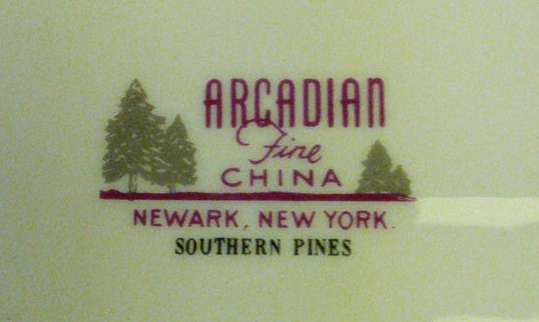 ARCADIAN
Fine
CHINA
NEWARK, NEW YORK.
SOUTHERN PINES